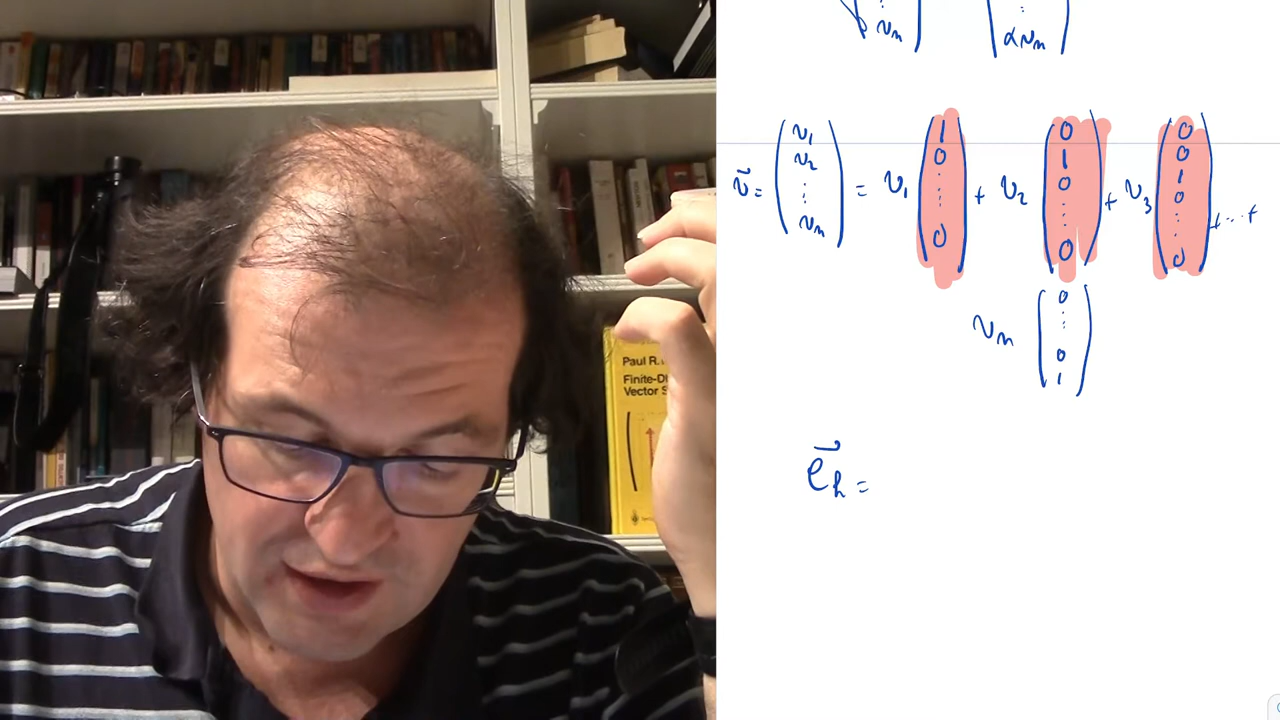 vₙ αvₙ
v⃗ = (v₁ v₂ ⋮ vₙ) = v₁ (1 0 ⋮ 0) + v₂ (0 1 0 ⋮ 0) + v₃ (0 0 1 0 ⋮ 0) + ⋯ +
vₙ (0 ⋮ 0 1)
Paul R.
Finite-Di
Vector S
e⃗ₕ =